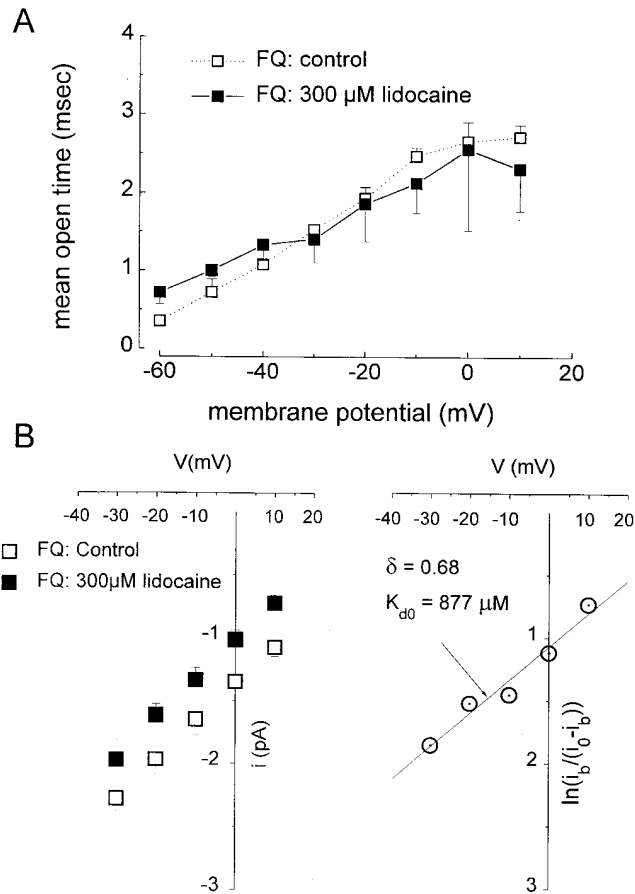 A
4
3
2
1
0
mean open time (msec)
FQ: control
FQ: 300 µM lidocaine
-60
-40
-20
0
20
membrane potential (mV)
B
V(mV)
-40 -30 -20 -10 0 10 20
FQ: Control
FQ: 300µM lidocaine
-1
-2
-3
i (pA)
V (mV)
-40 -30 -20 -10 0 10 20
δ = 0.68
Kd0 = 877 µM
1
2
3
ln(ib/(i0-ib))